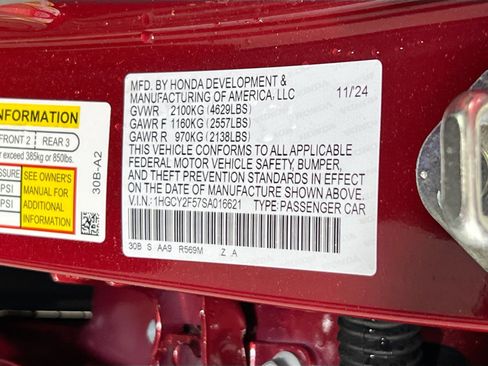 INFORMATION
FRONT 2 REAR 3
exceed 385kg or 850lbs.
SEE OWNER'S
MANUAL FOR
ADDITIONAL
INFORMATION
PSI
PSI
30B-A2
MFD. BY HONDA DEVELOPMENT &
MANUFACTURING OF AMERICA, LLC 11/24
GVWR 2100KG (4629LBS)
GAWR F 1160KG (2557LBS)
GAWR R 970KG (2138LBS)
THIS VEHICLE CONFORMS TO ALL APPLICABLE
FEDERAL MOTOR VEHICLE SAFETY, BUMPER,
AND THEFT PREVENTION STANDARDS IN EFFECT
ON THE DATE OF MANUFACTURE SHOWN ABOVE.
V.I.N.: 1HGCY2F57SA016621 TYPE:PASSENGER CAR
30B S AA9 R569M Z A